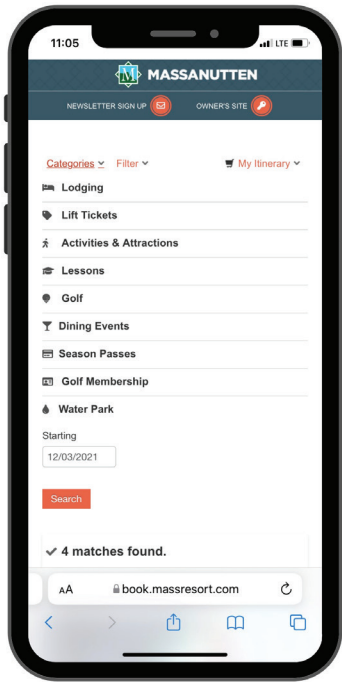 11:05 LTE
MASSANUTTEN
NEWSLETTER SIGN UP OWNER'S SITE
Categories Filter My Itinerary
Lodging
Lift Tickets
Activities & Attractions
Lessons
Golf
Dining Events
Season Passes
Golf Membership
Water Park
Starting
12/03/2021
Search
4 matches found.
AA book.massresort.com